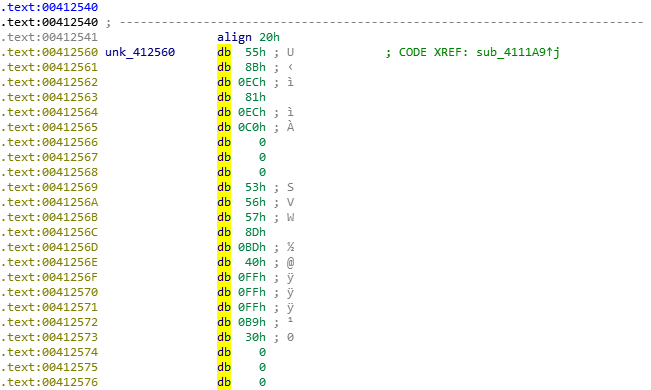 .text:00412540
.text:00412540 ; ---------------------------------------------------------------------------
.text:00412541 align 20h
.text:00412560 unk_412560 db 55h ; U ; CODE XREF: sub_4111A9↑j
.text:00412561 db 8Bh ; ‹
.text:00412562 db 0ECh ; ì
.text:00412563 db 81h
.text:00412564 db 0ECh ; ì
.text:00412565 db 0C0h ; À
.text:00412566 db 0
.text:00412567 db 0
.text:00412568 db 0
.text:00412569 db 53h ; S
.text:0041256A db 56h ; V
.text:0041256B db 57h ; W
.text:0041256C db 8Dh
.text:0041256D db 0BDh ; ½
.text:0041256E db 40h ; @
.text:0041256F db 0FFh ; ÿ
.text:00412570 db 0FFh ; ÿ
.text:00412571 db 0FFh ; ÿ
.text:00412572 db 0B9h ; ¹
.text:00412573 db 30h ; 0
.text:00412574 db 0
.text:00412575 db 0
.text:00412576 db 0